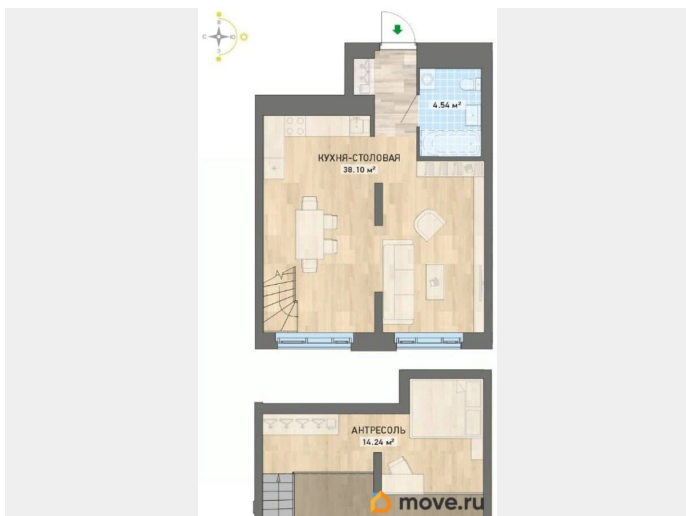 В
С Ю
З
4.54 м²
КУХНЯ-СТОЛОВАЯ
38.10 м²
АНТРЕСОЛЬ
14.24 м²
move.ru